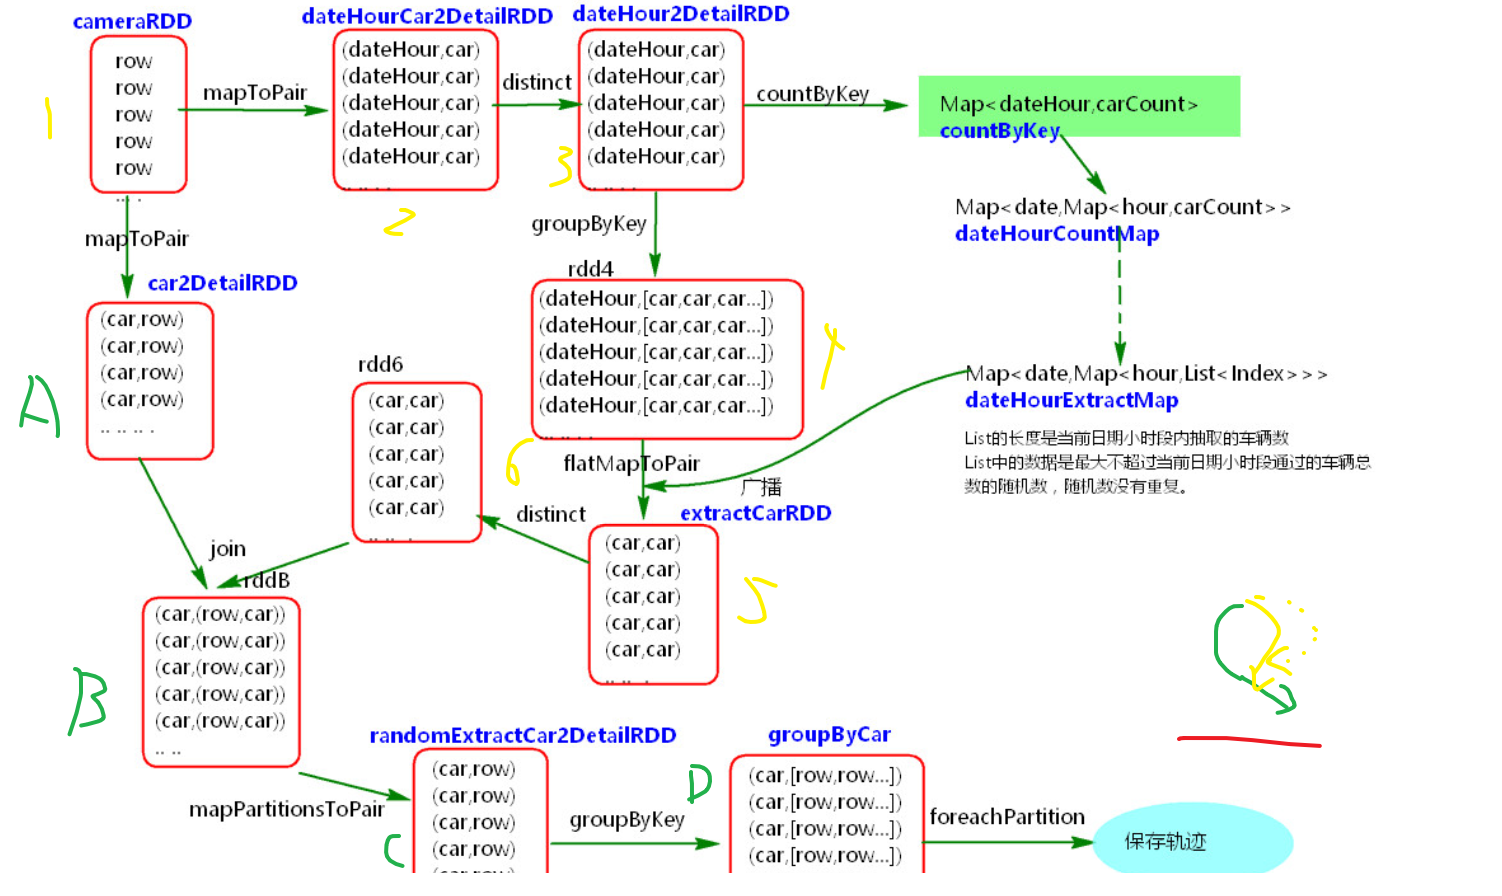 cameraRDD
row
row
row
row
row
... .
1
mapToPair
dateHourCar2DetailRDD
(dateHour,car)
(dateHour,car)
(dateHour,car)
(dateHour,car)
(dateHour,car)
.. .. .. ..
2
distinct
dateHour2DetailRDD
(dateHour,car)
(dateHour,car)
(dateHour,car)
(dateHour,car)
(dateHour,car)
.. .. .. .
3
countByKey
Map<dateHour,carCount>
countByKey
Map<date,Map<hour,carCount>>
dateHourCountMap
Map<date,Map<hour,List<Index>>>
dateHourExtractMap
List的长度是当前日期小时段内抽取的车辆数
List中的数据是最大不超过当前日期小时段通过的车辆总
数的随机数，随机数没有重复。
groupByKey
rdd4
(dateHour,[car,car,car...])
(dateHour,[car,car,car...])
(dateHour,[car,car,car...])
(dateHour,[car,car,car...])
(dateHour,[car,car,car...])
... .. .. .
4
flatMapToPair
广播
extractCarRDD
(car,car)
(car,car)
(car,car)
(car,car)
(car,car)
.. .. .
5
distinct
rdd6
(car,car)
(car,car)
(car,car)
(car,car)
(car,car)
.. .. .
6
mapToPair
car2DetailRDD
(car,row)
(car,row)
(car,row)
(car,row)
.. .. .. .
A
join
rddB
(car,(row,car))
(car,(row,car))
(car,(row,car))
(car,(row,car))
(car,(row,car))
.. ..
B
mapPartitionsToPair
randomExtractCar2DetailRDD
(car,row)
(car,row)
(car,row)
(car,row)
C
groupByKey
groupByCar
(car,[row,row...])
(car,[row,row...])
(car,[row,row...])
(car,[row,row...])
D
foreachPartition
保存轨迹